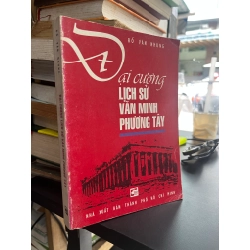 ĐỖ VĂN NHUNG
Đại cương
LỊCH SỬ
VĂN MINH
PHƯƠNG TÂY
NHÀ XUẤT BẢN THÀNH PHỐ HỒ CHÍ MINH